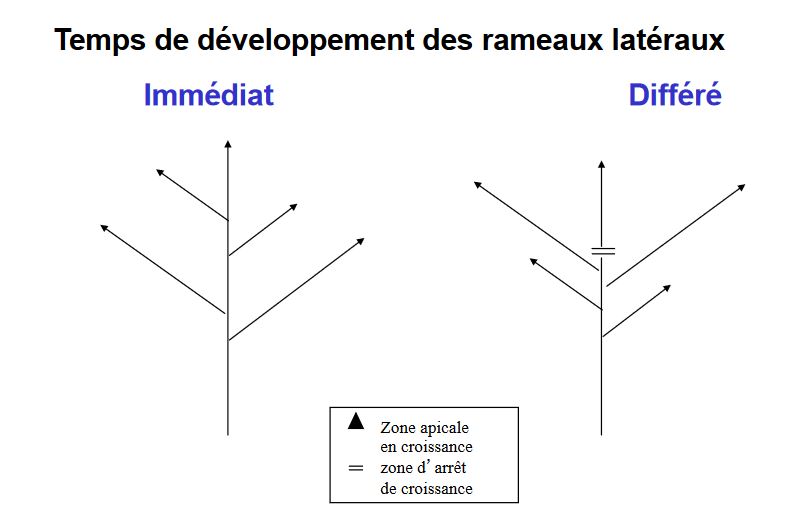 Temps de développement des rameaux latéraux
Immédiat
Différé
Zone apicale
en croissance
zone d’arrêt
de croissance